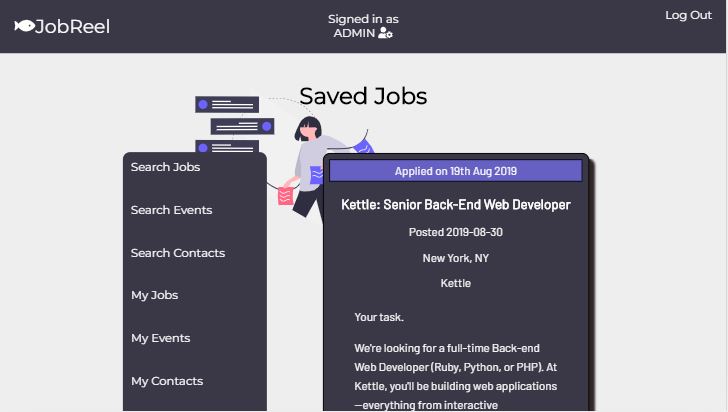 JobReel
Signed in as
ADMIN
Log Out
Saved Jobs
Search Jobs
Search Events
Search Contacts
My Jobs
My Events
My Contacts
Applied on 19th Aug 2019
Kettle: Senior Back-End Web Developer
Posted 2019-08-30
New York, NY
Kettle
Your task.
We're looking for a full-time Back-end
Web Developer (Ruby, Python, or PHP). At
Kettle, you'll be building web applications
—everything from interactive